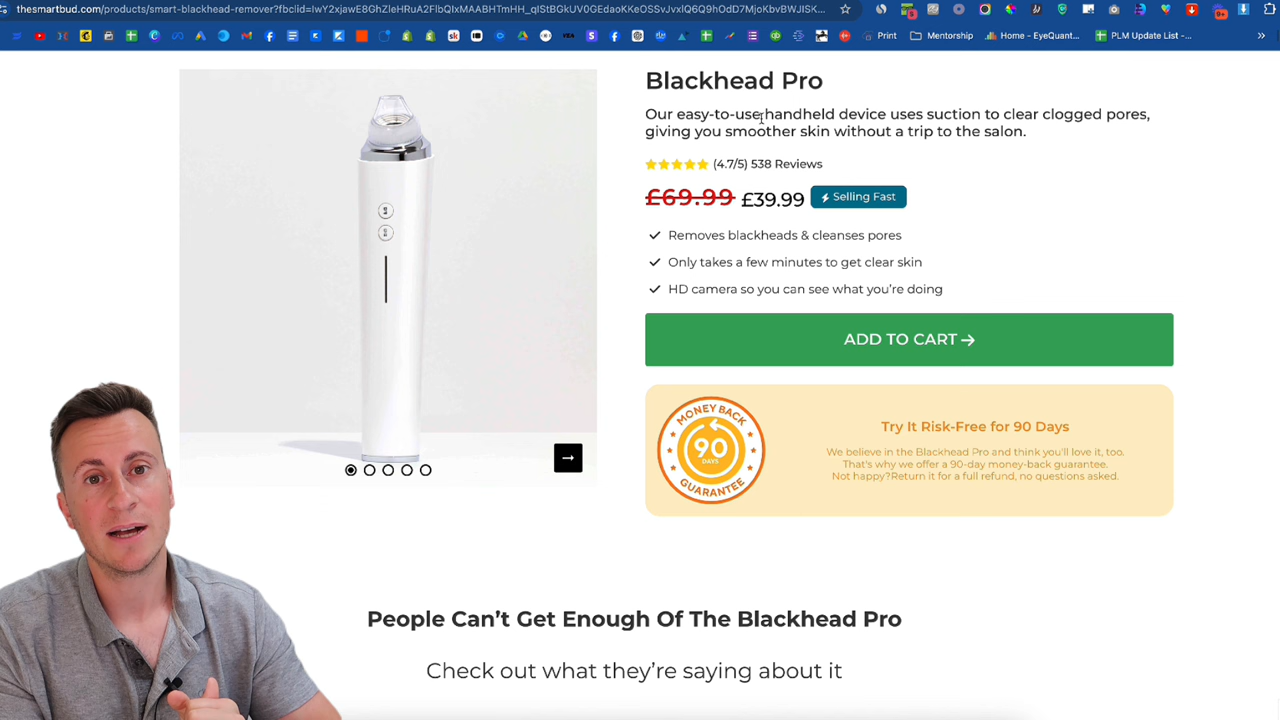 thesmartbud.com/products/smart-blackhead-remover?fbclid=
Print
Mentorship
Home - EyeQuant...
PLM Update List -...
»
Blackhead Pro
Our easy-to-use handheld device uses suction to clear clogged pores,
giving you smoother skin without a trip to the salon.
(4.7/5) 538 Reviews
£69.99 £39.99 Selling Fast
Removes blackheads & cleanses pores
Only takes a few minutes to get clear skin
HD camera so you can see what you're doing
ADD TO CART →
MONEY BACK
90
DAYS
GUARANTEE
Try It Risk-Free for 90 Days
We believe in the Blackhead Pro and think you'll love it, too.
That's why we offer a 90-day money-back guarantee.
Not happy?Return it for a full refund, no questions asked.
→
People Can't Get Enough Of The Blackhead Pro
Check out what they're saying about it